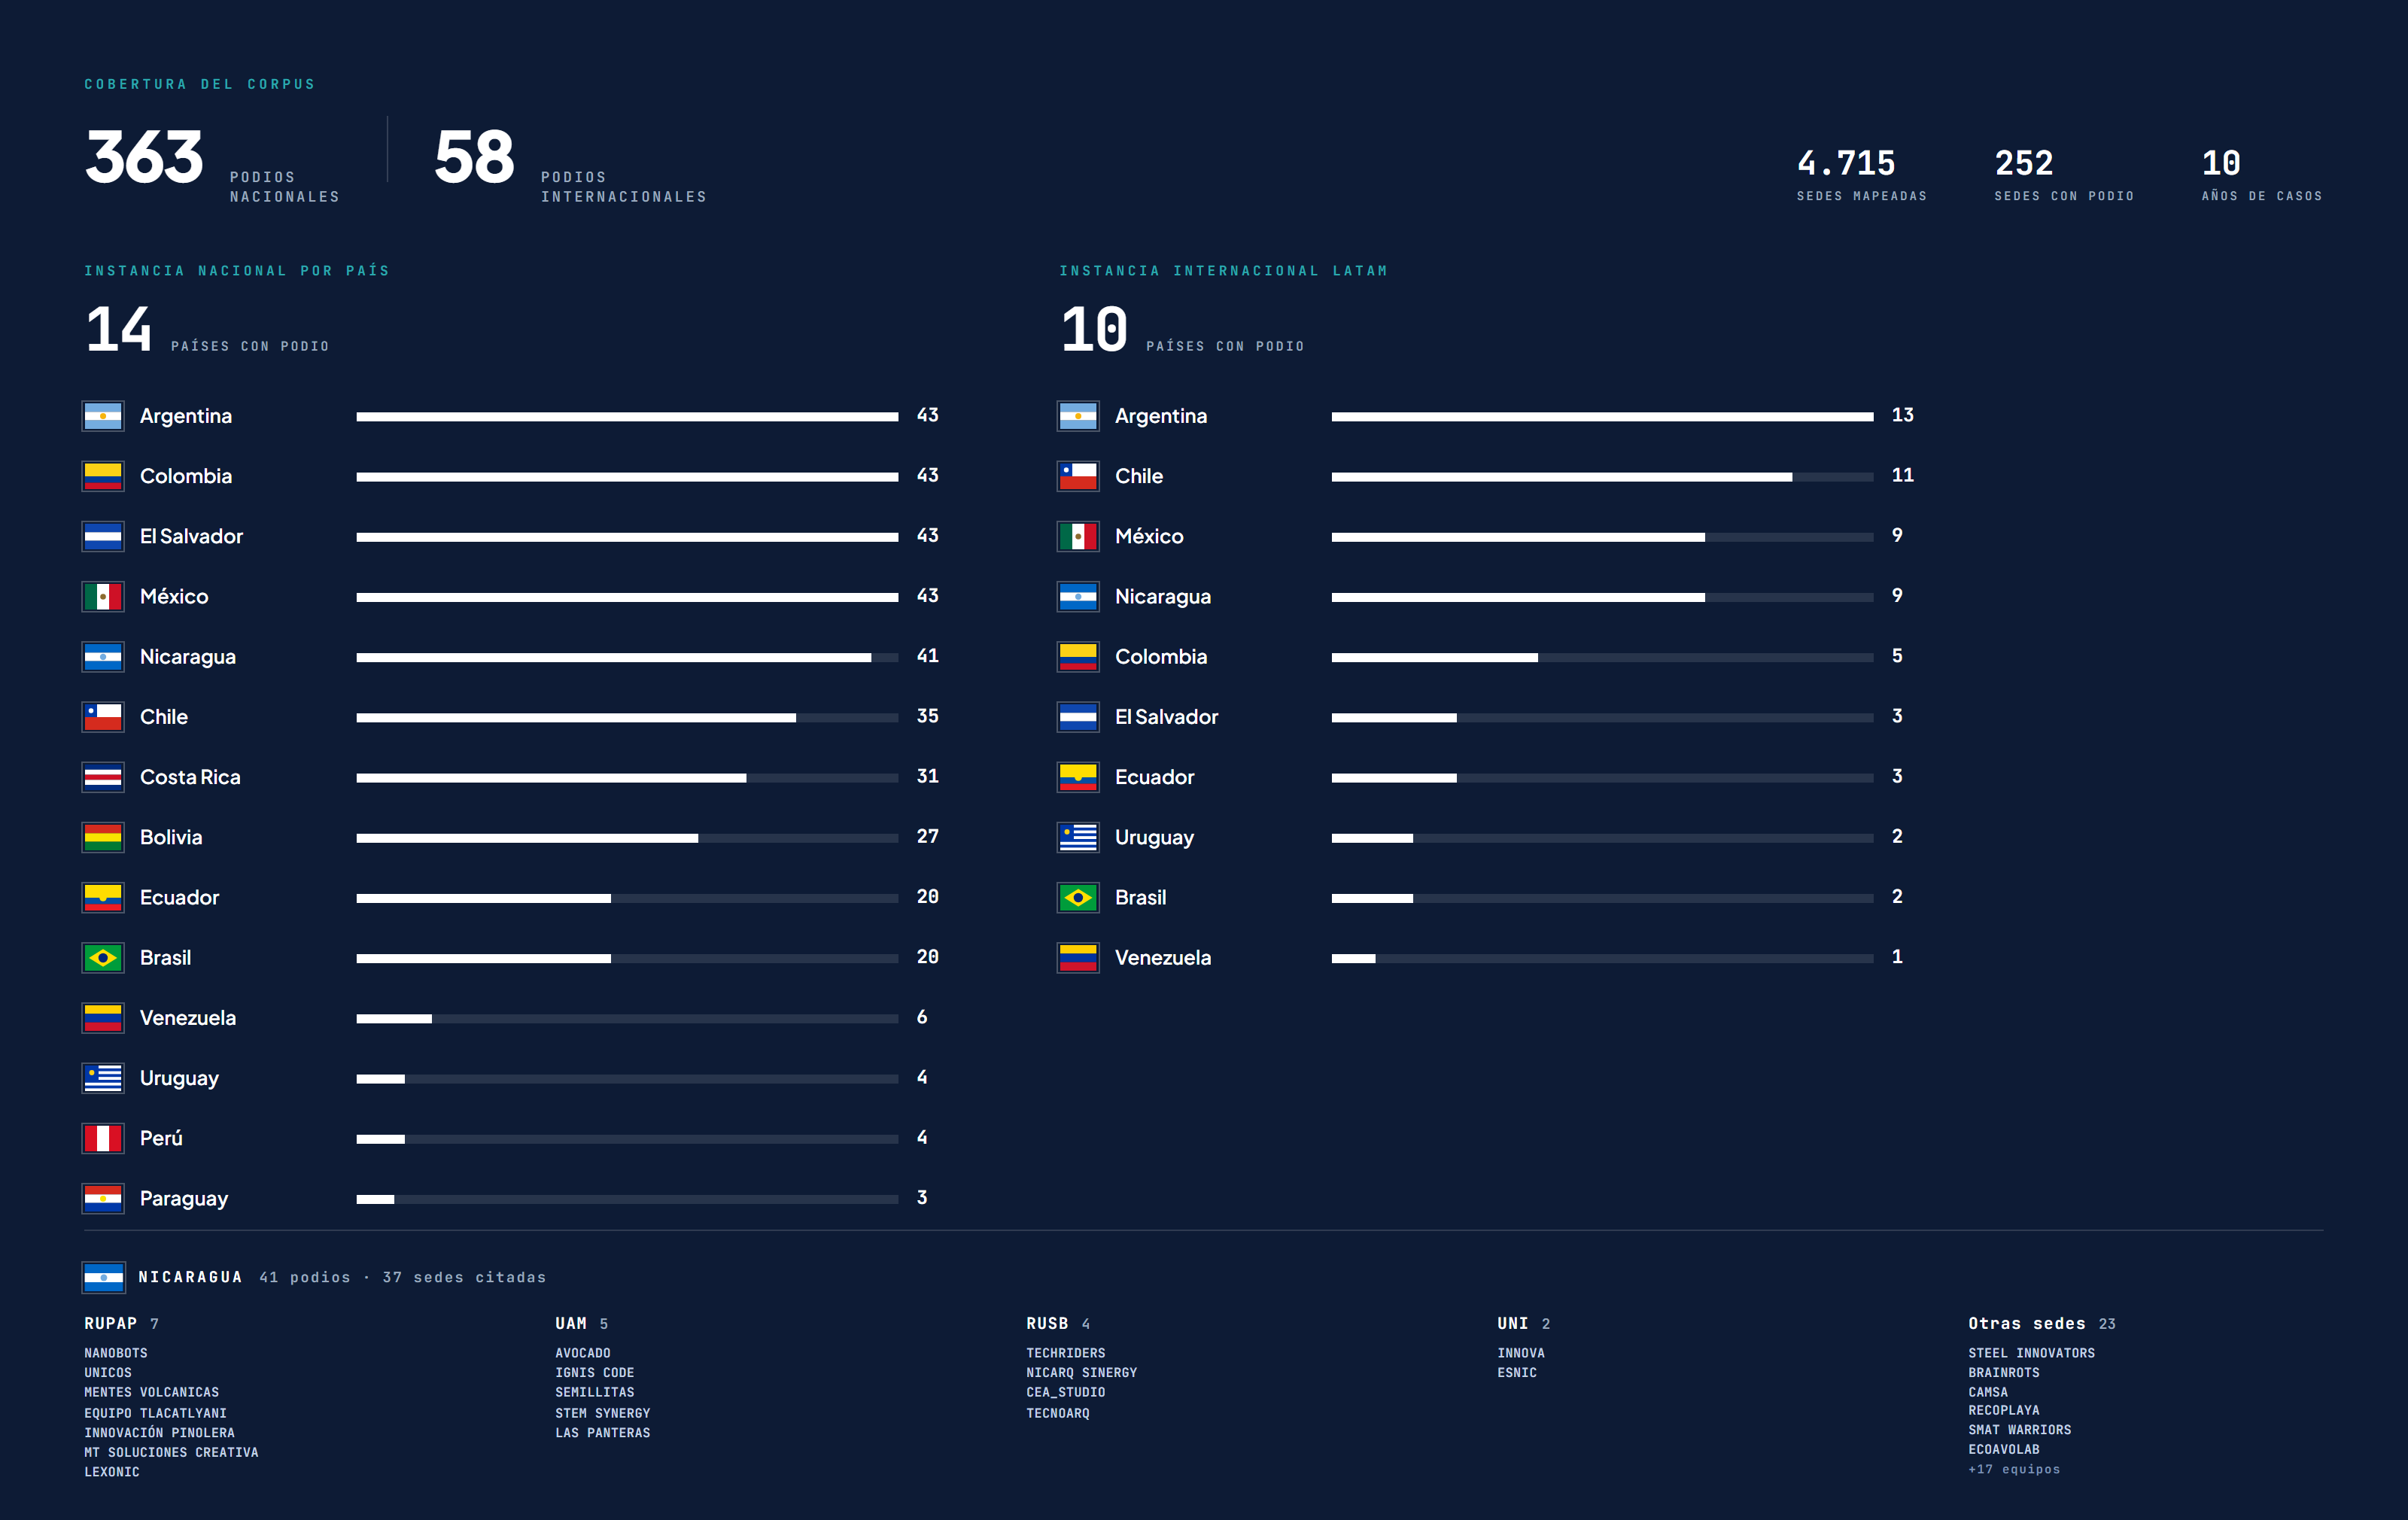 COBERTURA DEL CORPUS
363 PODIOS NACIONALES
58 PODIOS INTERNACIONALES
4.715 SEDES MAPEADAS
252 SEDES CON PODIO
10 AÑOS DE CASOS
INSTANCIA NACIONAL POR PAÍS
14 PAÍSES CON PODIO
Argentina 43
Colombia 43
El Salvador 43
México 43
Nicaragua 41
Chile 35
Costa Rica 31
Bolivia 27
Ecuador 20
Brasil 20
Venezuela 6
Uruguay 4
Perú 4
Paraguay 3
INSTANCIA INTERNACIONAL LATAM
10 PAÍSES CON PODIO
Argentina 13
Chile 11
México 9
Nicaragua 9
Colombia 5
El Salvador 3
Ecuador 3
Uruguay 2
Brasil 2
Venezuela 1
NICARAGUA 41 podios · 37 sedes citadas
RUPAP 7
NANOBOTS
UNICOS
MENTES VOLCANICAS
EQUIPO TLACATLYANI
INNOVACIÓN PINOLERA
MT SOLUCIONES CREATIVA
LEXONIC
UAM 5
AVOCADO
IGNIS CODE
SEMILLITAS
STEM SYNERGY
LAS PANTERAS
RUSB 4
TECHRIDERS
NICARQ SINERGY
CEA_STUDIO
TECNOARQ
UNI 2
INNOVA
ESNIC
Otras sedes 23
STEEL INNOVATORS
BRAINROTS
CAMSA
RECOPLAYA
SMAT WARRIORS
ECOAVOLAB
+17 equipos